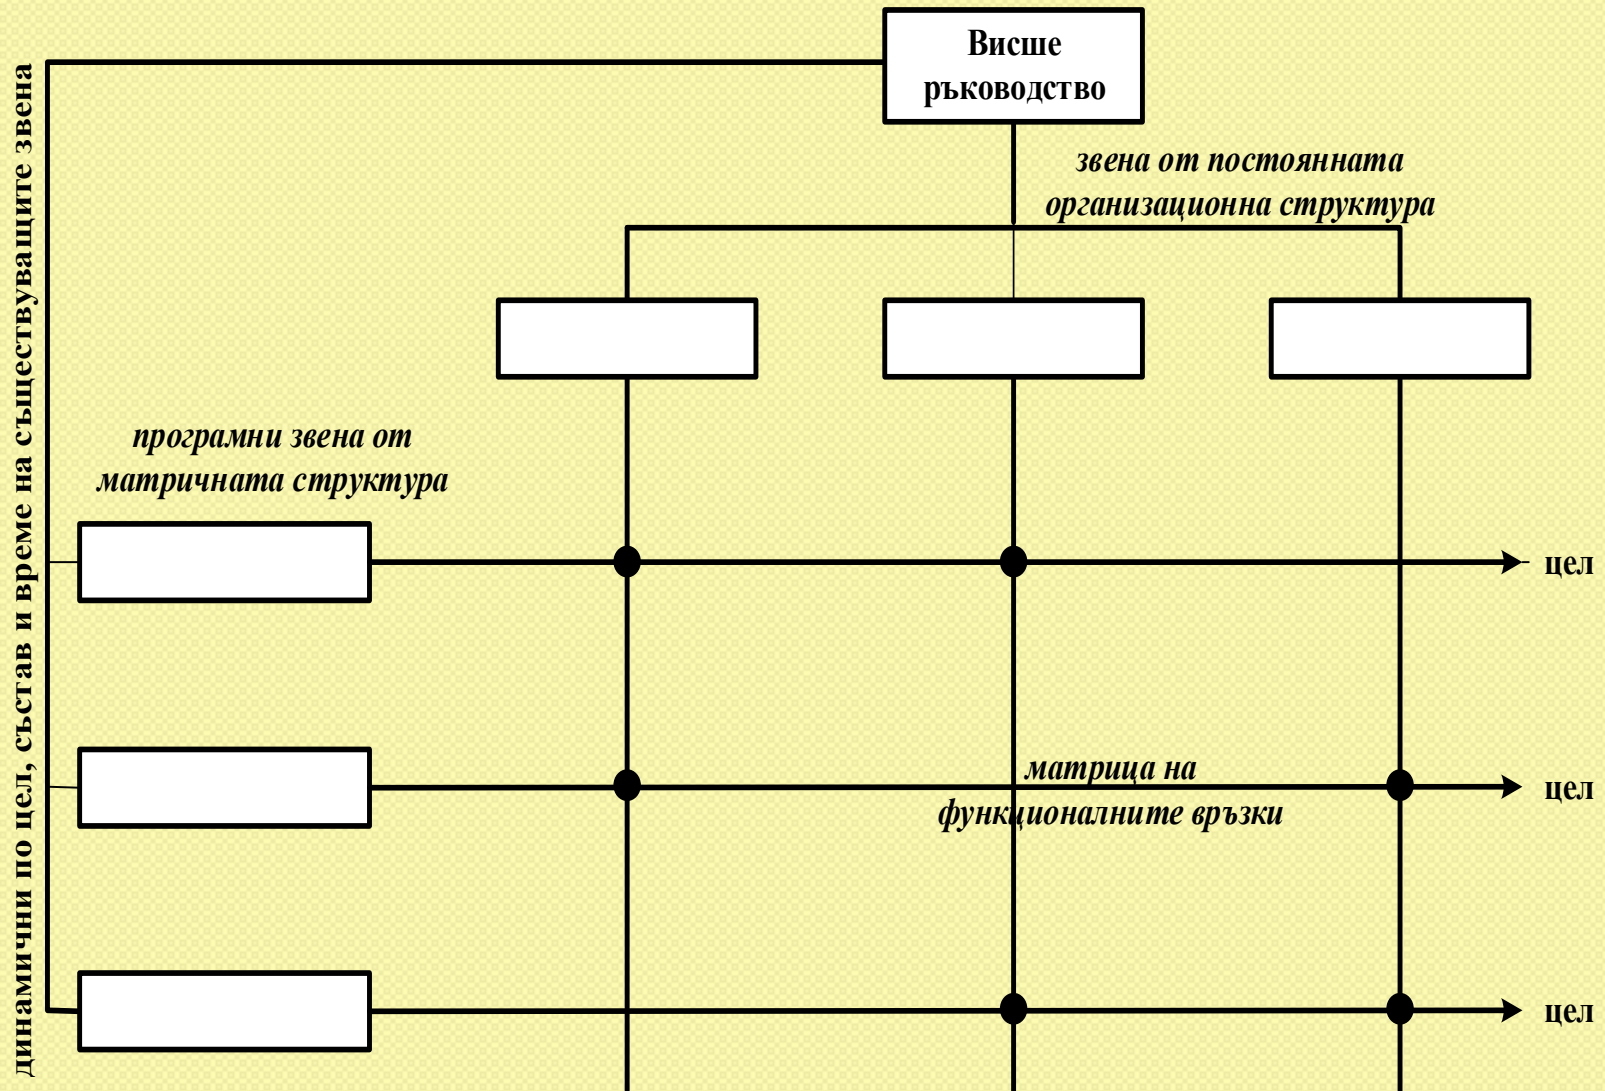 Висше
ръководство
звена от постоянната
организационна структура
програмни звена от
матричната структура
динамични по цел, състав и време на съществуващите звена
цел
матрица на
функционалните връзки
цел
цел